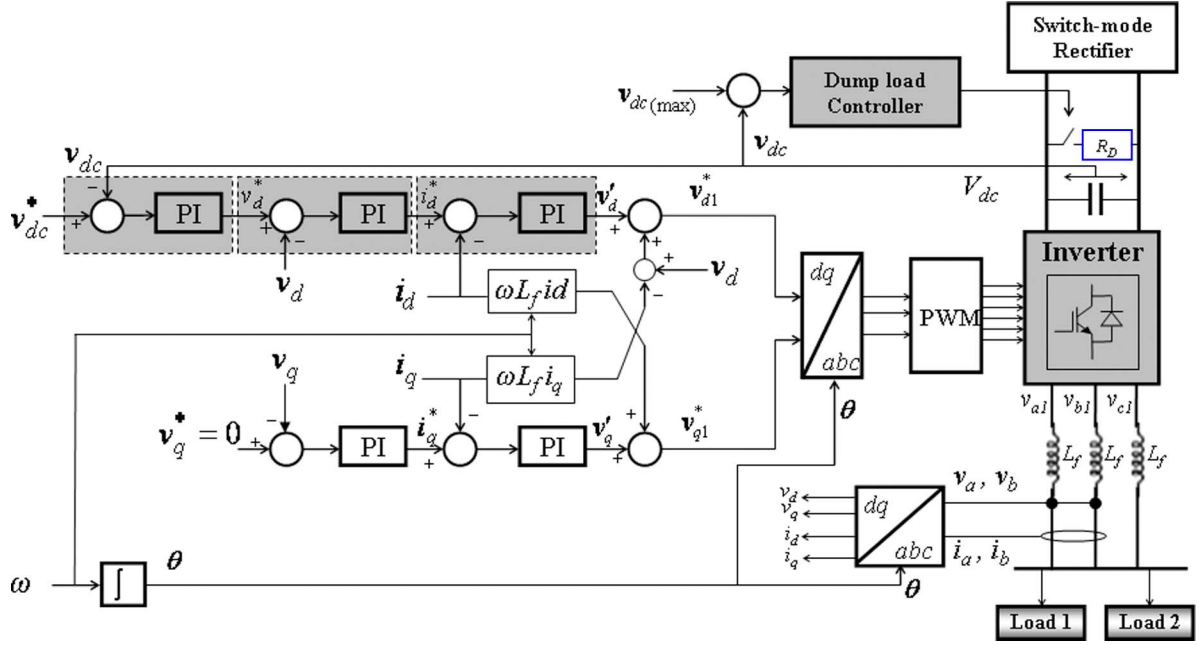 Switch-mode
Rectifier
Dump load
Controller
v_dc (max)
v_dc
R_D
V_dc
v_dc
v*_dc
−
+
PI
v*_d
+
−
v_d
PI
i*_d
+
−
PI
v'_d
+
+
v*_d1
+
−
v_d
i_d
ωL_f id
i_q
ωL_f i_q
dq
abc
θ
PWM
Inverter
v_a1
v_b1
v_c1
L_f
L_f
L_f
v_q
−
v*_q = 0
+
PI
i*_q
−
+
PI
v'_q
+
+
v*_q1
v_d
v_q
i_d
i_q
dq
abc
v_a, v_b
i_a, i_b
θ
ω
∫
θ
Load 1
Load 2